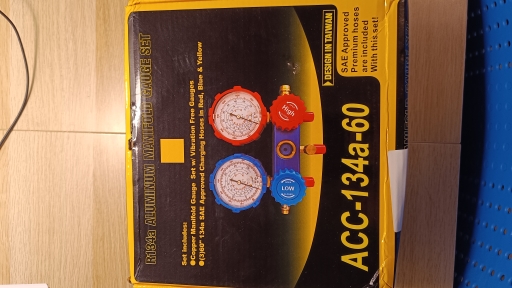 R134a ALUMINUM MANIFOLD GAUGE SET
Set includes:
●Copper Manifold Gauge Set w/ Vibration Free Gauges
●(3)60" 134a SAE Approved Charging Hoses in Red, Blue & Yellow
High
LOW
DESIGN IN TAIWAN
SAE Approved
Premium hoses
are included
With this set!
ACC-134a-60